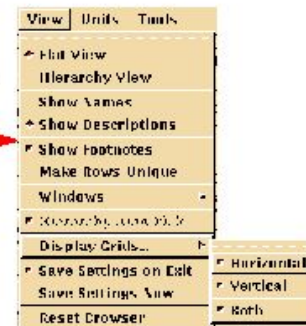 View Units Tools
Flat View
Hierarchy View
Show Names
Show Descriptions
Show Footnotes
Make Rows Unique
Windows
Display Grids...
Horizontal
Save Settings on Exit
Vertical
Save Settings Now
Both
Reset Browser